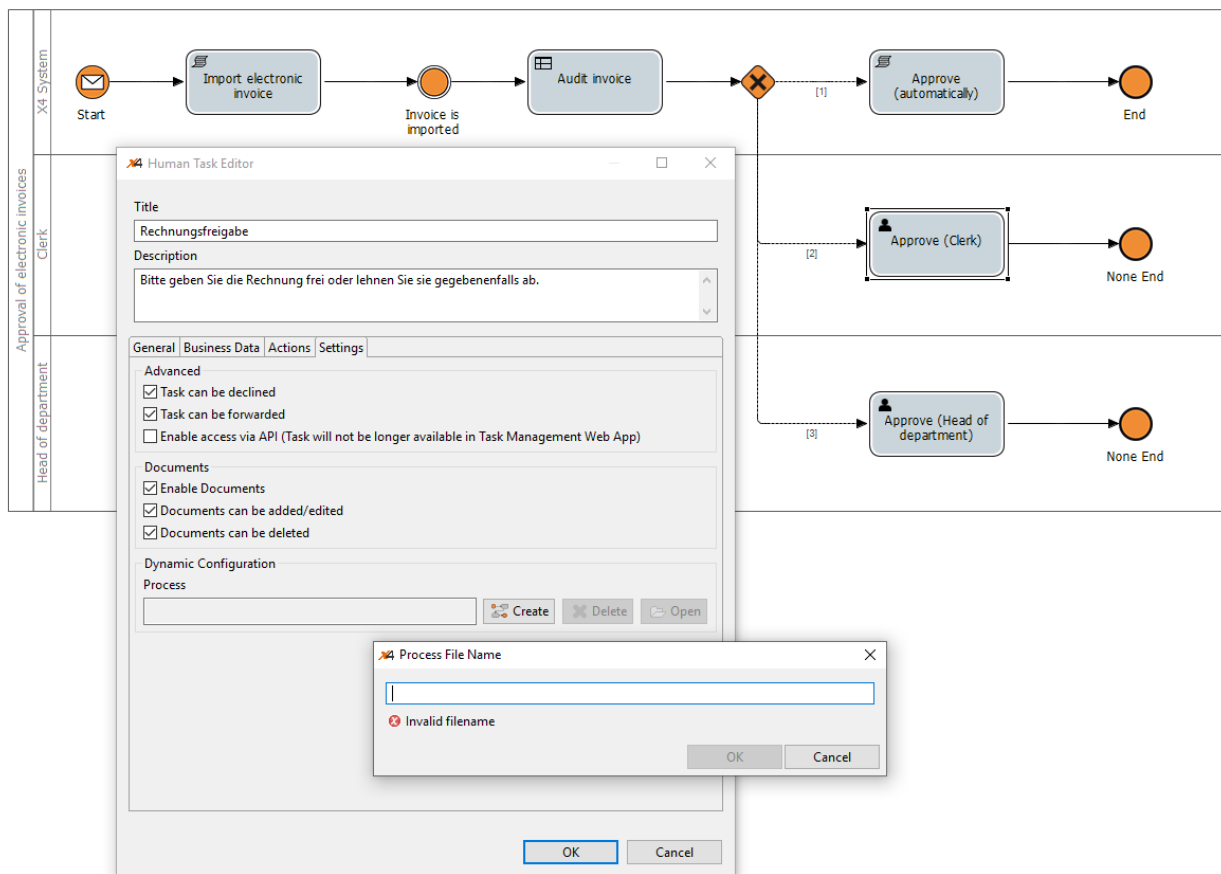 Approval of electronic invoices
X4 System
Start
Import electronic
invoice
Invoice is
imported
Audit invoice
[1]
Approve
(automatically)
End
Clerk
[2]
Approve (Clerk)
None End
Head of department
[3]
Approve (Head of
department)
None End
X4 Human Task Editor
Title
Rechnungsfreigabe
Description
Bitte geben Sie die Rechnung frei oder lehnen Sie sie gegebenenfalls ab.
General Business Data Actions Settings
Advanced
Task can be declined
Task can be forwarded
Enable access via API (Task will not be longer available in Task Management Web App)
Documents
Enable Documents
Documents can be added/edited
Documents can be deleted
Dynamic Configuration
Process
Create Delete Open
X4 Process File Name
Invalid filename
OK Cancel
OK Cancel